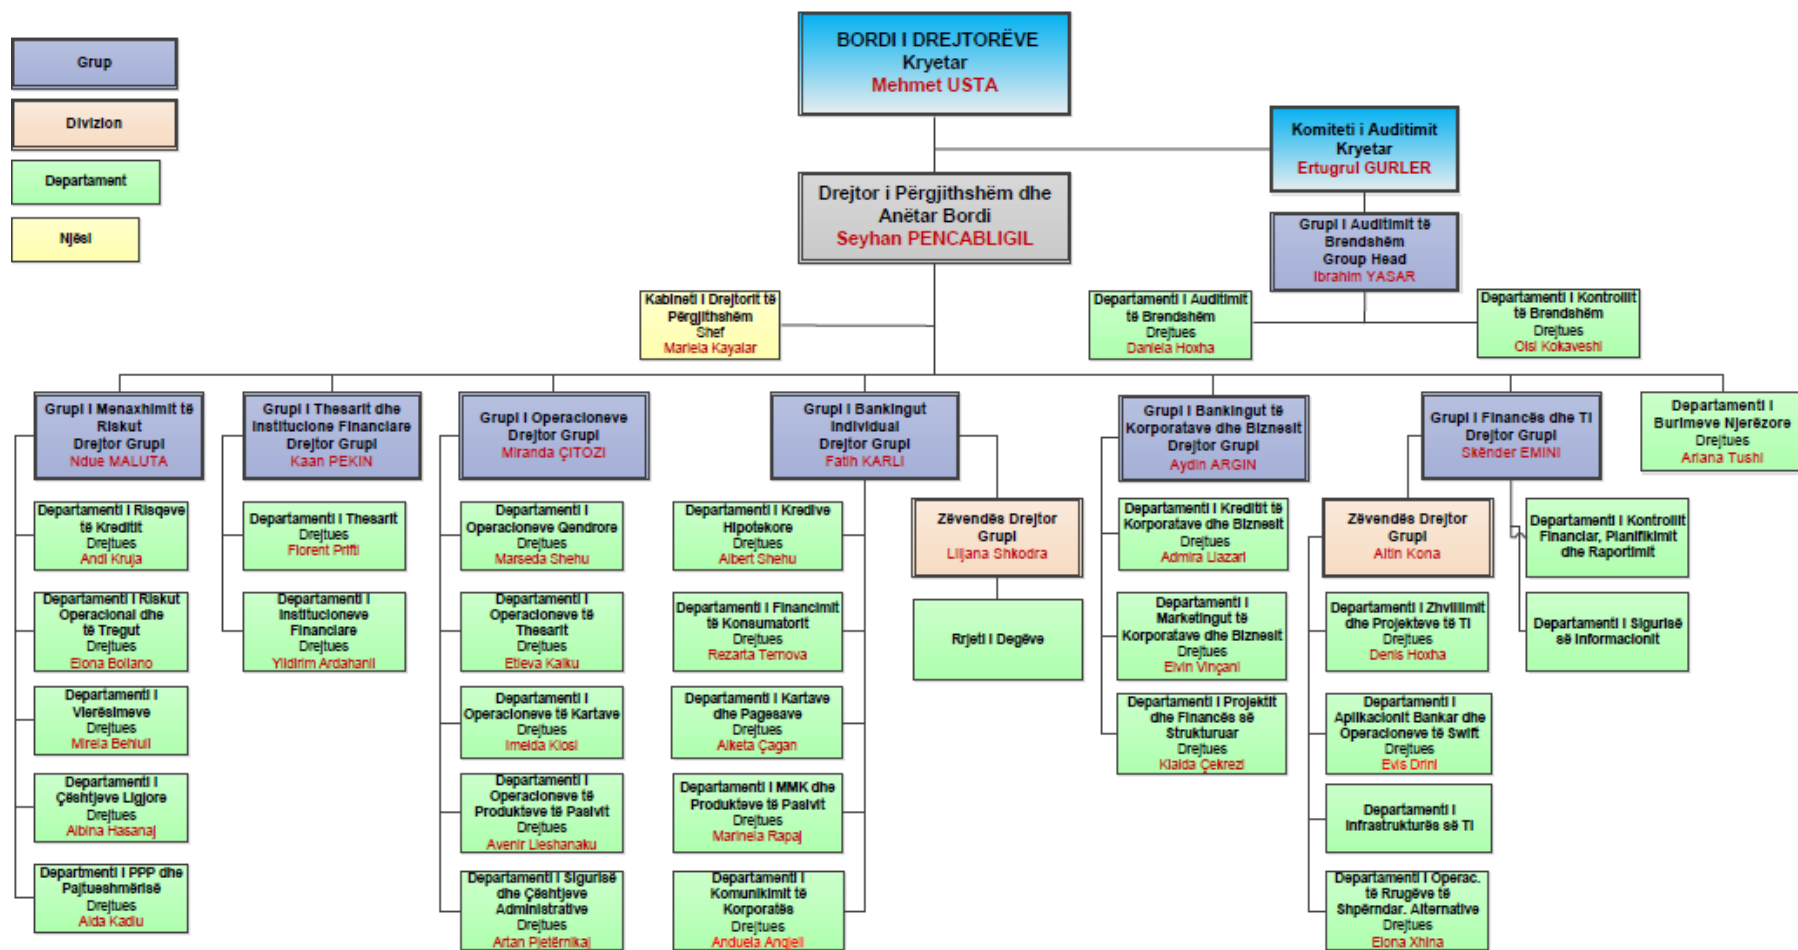 Grup
Divizion
Departament
Njësi
BORDI I DREJTORËVE
Kryetar
Mehmet USTA
Komiteti i Auditimit
Kryetar
Ertugrul GURLER
Drejtor i Përgjithshëm dhe
Anëtar Bordi
Seyhan PENCABLIGIL
Grupi i Auditit të
Brendshëm
Group Head
Ibrahim YASAR
Kabineti i Drejtorit të
Përgjithshëm
Shef
Mariela Kayalar
Departamenti i Auditimit
të Brendshëm
Drejtues
Daniela Hoxha
Departamenti i Kontrollit
të Brendshëm
Drejtues
Olsi Kokaveshi
Grupi i Menaxhimit të
Riskut
Drejtor Grupi
Ndue MALUTA
Grupi i Thesarit dhe
Institucione Financiare
Drejtor Grupi
Kaan PEKIN
Grupi i Operacioneve
Drejtor Grupi
Miranda ÇITOZI
Grupi i Bankingut
Individual
Drejtor Grupi
Fatih KARLI
Grupi i Bankingut të
Korporatave dhe Biznesit
Drejtor Grupi
Aydin ARGIN
Grupi i Financës dhe TI
Drejtor Grupi
Skënder EMINI
Departamenti i
Burimeve Njerëzore
Drejtues
Ariana Tushi
Departamenti i Risqeve
të Kreditit
Drejtues
Andi Kruja
Departamenti i Riskut
Operacional dhe
të Tregut
Drejtues
Elona Bollano
Departamenti i
Vlerësimeve
Drejtues
Mirela Behluli
Departamenti i
Çështjeve Ligjore
Drejtues
Albina Hasanaj
Departmenti i PPP dhe
Pajtueshmërisë
Drejtues
Aida Kadiu
Departamenti i Thesarit
Drejtues
Florent Prifti
Departamenti i
Institucioneve
Financiare
Drejtues
Yildirim Ardahanli
Departamenti i
Operacioneve Qendrore
Drejtues
Marseda Shehu
Departamenti i
Operacioneve të
Thesarit
Drejtues
Etleva Kalku
Departamenti i
Operacioneve të Kartave
Drejtues
Imelda Klosi
Departamenti i
Operacioneve të
Produkteve të Pasivit
Drejtues
Avenir Lleshanaku
Departamenti i Sigurisë
dhe Çështjeve
Administrative
Drejtues
Artan Pjetërnikaj
Departamenti i Kredive
Hipotekore
Drejtues
Albert Shehu
Departamenti i Financimit
të Konsumatorit
Drejtues
Rezarta Ternova
Departamenti i Kartave
dhe Pagesave
Drejtues
Alketa Çagan
Departamenti i MMK dhe
Produkteve të Pasivit
Drejtues
Marinela Rapaj
Departamenti i
Komunikimit të
Korporatës
Drejtues
Anduela Anqjeli
Zëvendës Drejtor
Grupi
Liljana Shkodra
Rrjeti i Degëve
Departamenti i Kreditit të
Korporatave dhe Biznesit
Drejtues
Admira Llazari
Departamenti i
Marketingut të
Korporatave dhe Biznesit
Drejtues
Elvin Vinçani
Departamenti i Projektit
dhe Financës së
Strukturuar
Drejtues
Klaida Çekrezi
Zëvendës Drejtor
Grupi
Altin Kona
Departamenti i Zhvillimit
dhe Projekteve të TI
Drejtues
Denis Hoxha
Departamenti i
Aplikacionit Bankar dhe
Operacioneve të Swift
Drejtues
Evis Drini
Departamenti i
Infrastrukturës së TI
Departamenti i Operac.
të Rrugëve të
Shpërndar. Alternative
Drejtues
Elona Xhina
Departamenti i Kontrollit
Financiar, Planifikimit
dhe Raportimit
Departamenti i Sigurisë
së Informacionit